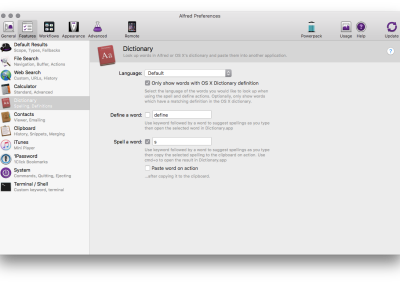 Alfred Preferences
General Features Workflows Appearance Advanced Remote Powerpack Usage Help Update
Default Results
Scope, Types, Fallbacks
File Search
Navigation, Buffer, Actions
Web Search
Custom, URLs, History
Calculator
Standard, Advanced
Dictionary
Spelling, Definitions
Contacts
Viewer, Emailing
Clipboard
History, Snippets, Merging
iTunes
Mini Player
1Password
1Click Bookmarks
System
Commands, Quitting, Ejecting
Terminal / Shell
Custom keyword, terminal
Dictionary
Look up words in Alfred or OS X's dictionary and paste them into another application.
?
Language: Default
Only show words with OS X Dictionary definition
Select the language of the words you would like to look up when
using the spell and define actions. Optionally, only show words
which have a matching definition in the OS X dictionary.
Define a word: define
Use keyword followed by a word to suggest spellings as you type
then open the selected word in Dictionary.app
Spell a word: s
Use keyword followed by a word to suggest spellings as you type
then copy the selected spelling to the clipboard on action. Use
to open the result in Dictionary.app
Paste word on action
...after copying it to the clipboard.